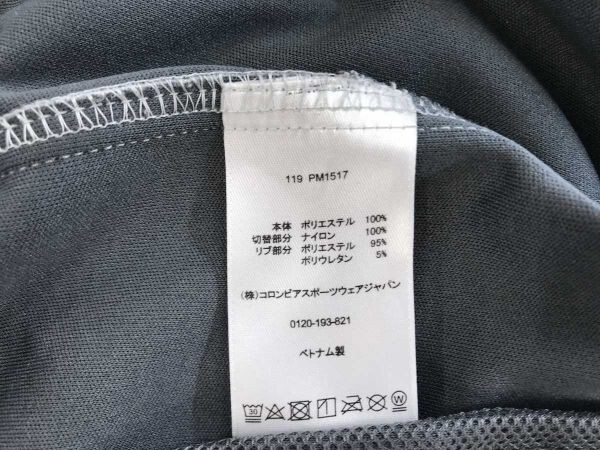 119 PM1517
本体 ポリエステル 100%
切替部分 ナイロン 100%
リブ部分 ポリエステル 95%
ポリウレタン 5%
(株)コロンビアスポーツウェアジャパン
0120-193-821
ベトナム製
30 W